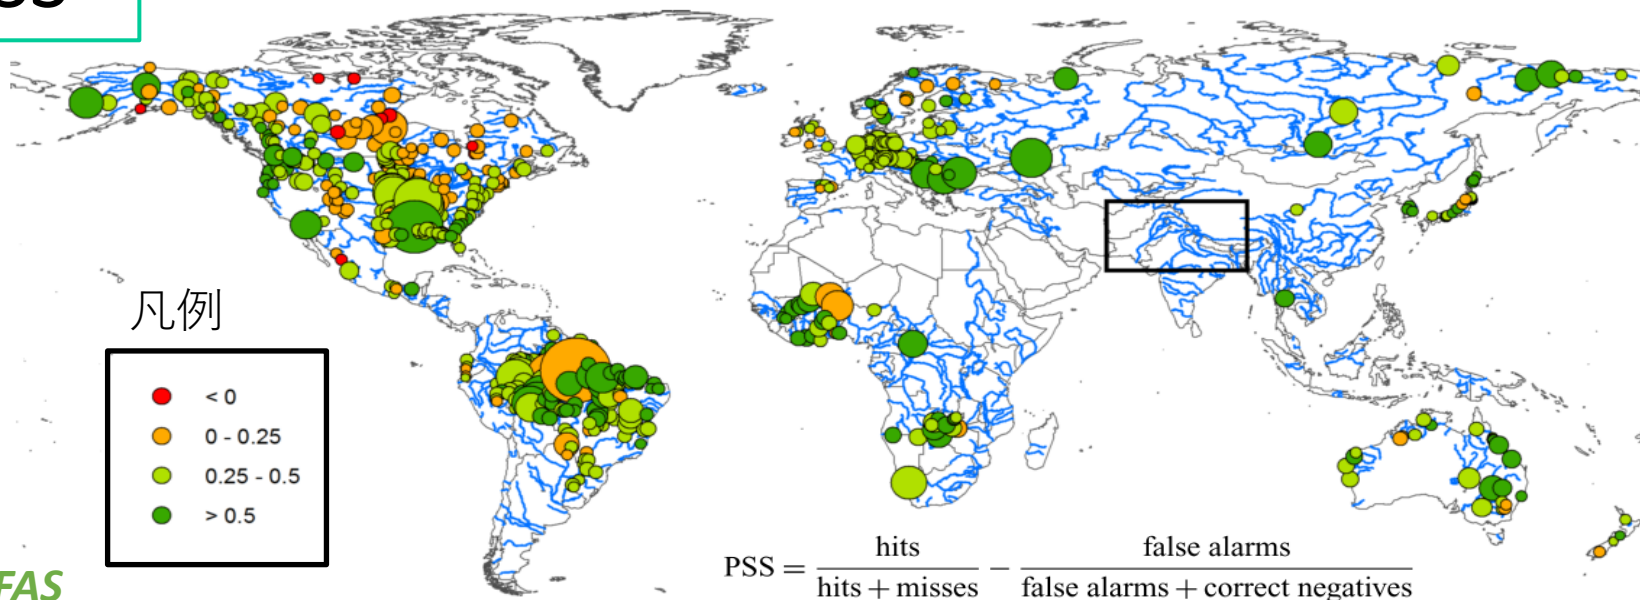 凡例
< 0
0 - 0.25
0.25 - 0.5
> 0.5
PSS = hits / (hits + misses) − false alarms / (false alarms + correct negatives)
FAS